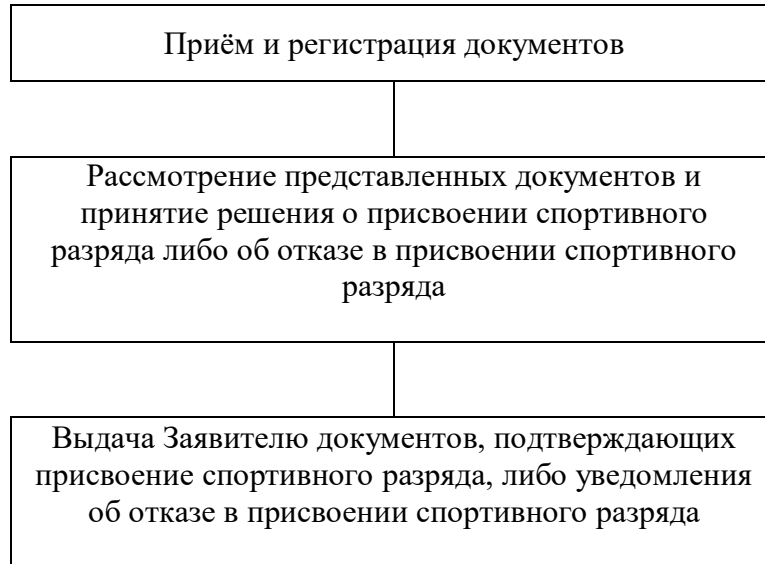 Приём и регистрация документов
Рассмотрение представленных документов и
принятие решения о присвоении спортивного
разряда либо об отказе в присвоении спортивного
разряда
Выдача Заявителю документов, подтверждающих
присвоение спортивного разряда, либо уведомления
об отказе в присвоении спортивного разряда